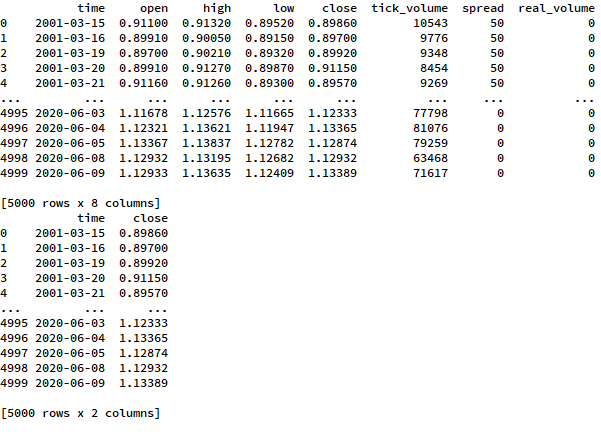 time open high low close tick_volume spread real_volume
0 2001-03-15 0.91100 0.91320 0.89520 0.89860 10543 50 0
1 2001-03-16 0.89910 0.90050 0.89150 0.89700 9776 50 0
2 2001-03-19 0.89700 0.90210 0.89320 0.89920 9348 50 0
3 2001-03-20 0.89910 0.91270 0.89870 0.91150 8454 50 0
4 2001-03-21 0.91160 0.91260 0.89300 0.89570 9269 50 0
... ... ... ... ... ... ... ... ...
4995 2020-06-03 1.11678 1.12576 1.11665 1.12333 77798 0 0
4996 2020-06-04 1.12321 1.13621 1.11947 1.13365 81076 0 0
4997 2020-06-05 1.13367 1.13837 1.12782 1.12874 79259 0 0
4998 2020-06-08 1.12932 1.13195 1.12682 1.12932 63468 0 0
4999 2020-06-09 1.12933 1.13635 1.12409 1.13389 71617 0 0
[5000 rows x 8 columns]
time close
0 2001-03-15 0.89860
1 2001-03-16 0.89700
2 2001-03-19 0.89920
3 2001-03-20 0.91150
4 2001-03-21 0.89570
... ... ...
4995 2020-06-03 1.12333
4996 2020-06-04 1.13365
4997 2020-06-05 1.12874
4998 2020-06-08 1.12932
4999 2020-06-09 1.13389
[5000 rows x 2 columns]